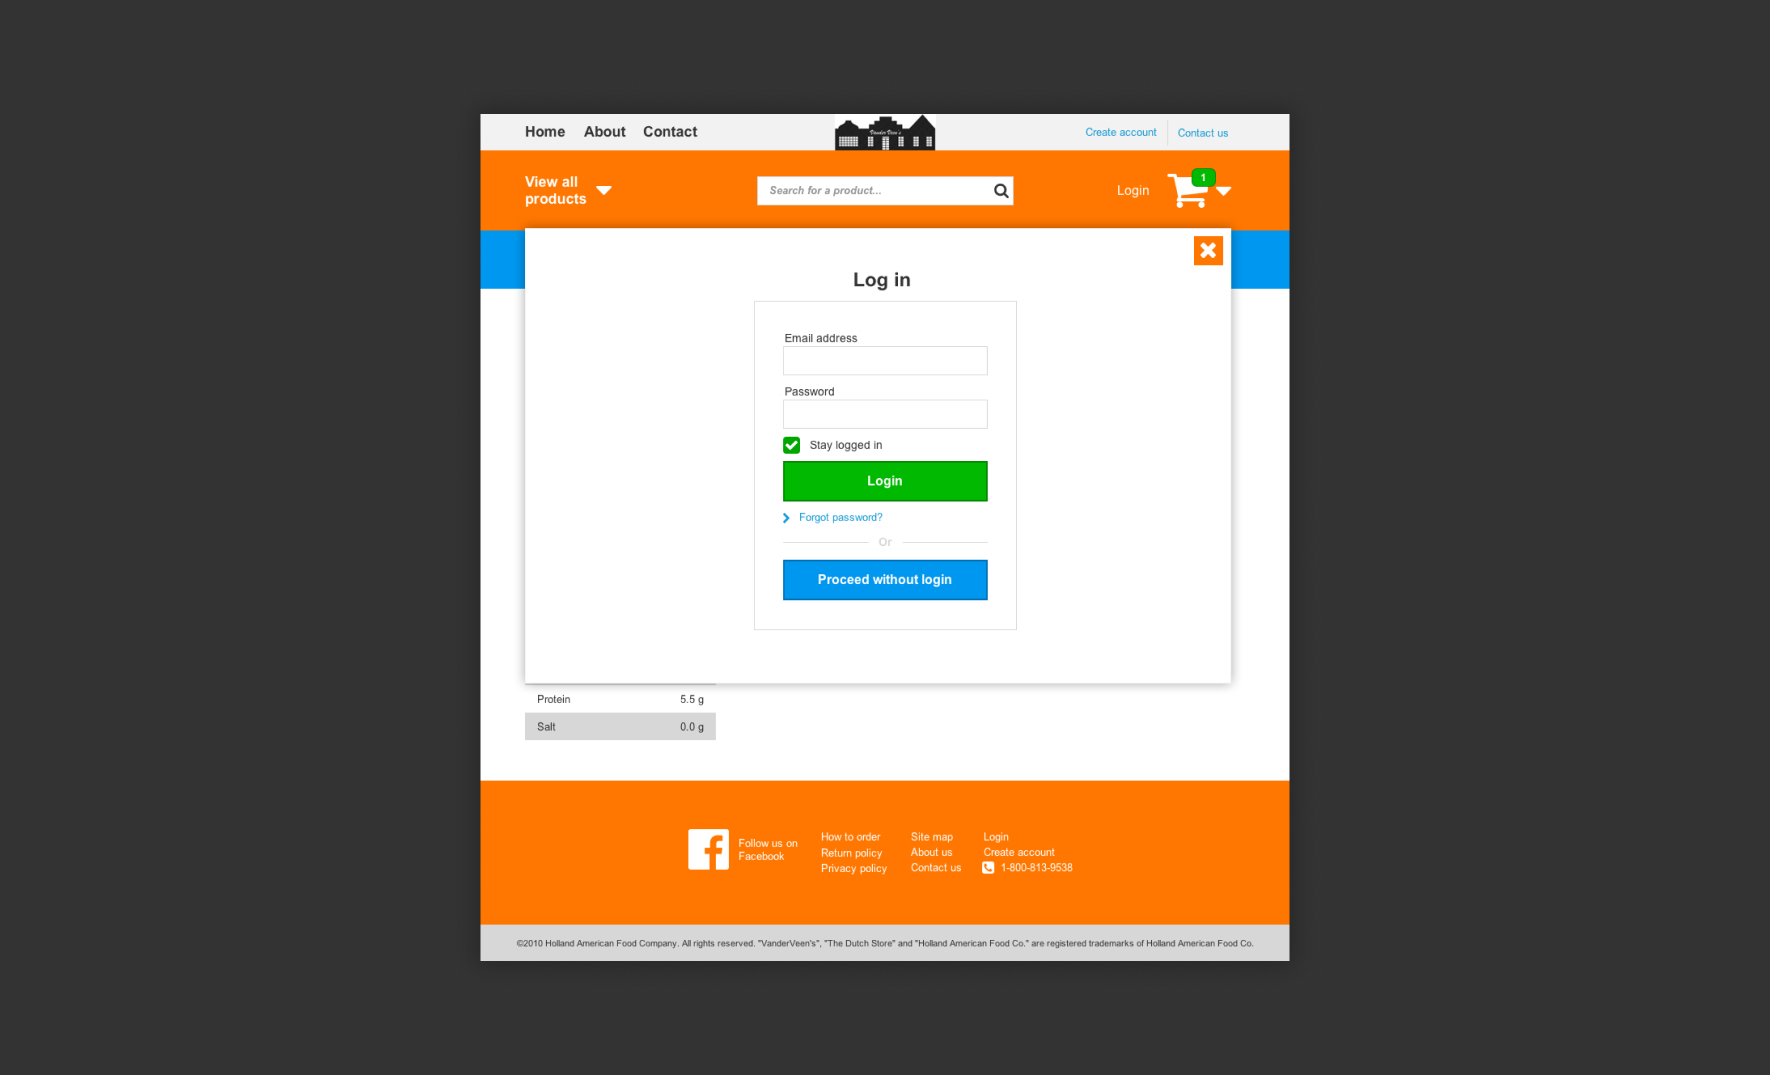 Home About Contact
VanderVeen's
Create account Contact us
View all
products
Search for a product...
Login
1
Log in
Email address
Password
Stay logged in
Login
Forgot password?
Or
Proceed without login
Protein 5.5 g
Salt 0.0 g
Follow us on
Facebook
How to order
Return policy
Privacy policy
Site map
About us
Contact us
Login
Create account
1-800-813-9538
©2010 Holland American Food Company. All rights reserved. "VanderVeen's", "The Dutch Store" and "Holland American Food Co." are registered trademarks of Holland American Food Co.